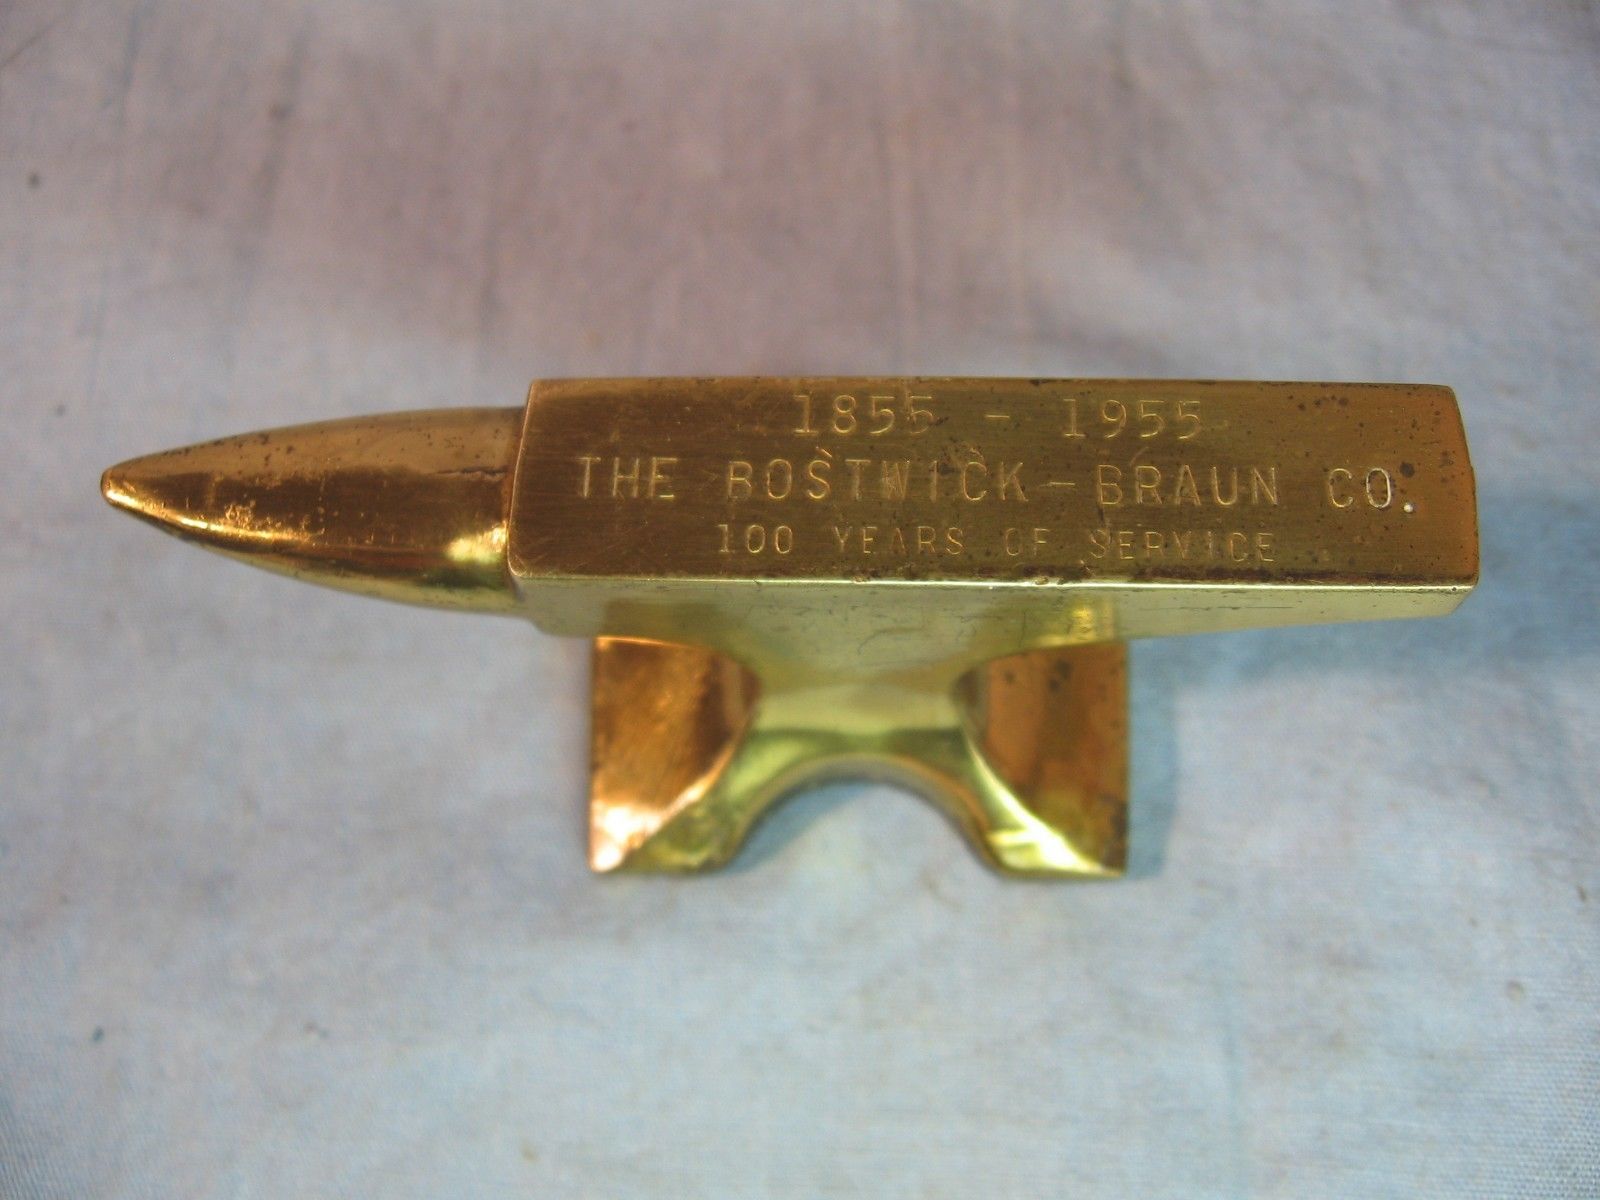 1855 - 1955
THE BOSTWICK-BRAUN CO.
100 YEARS OF SERVICE